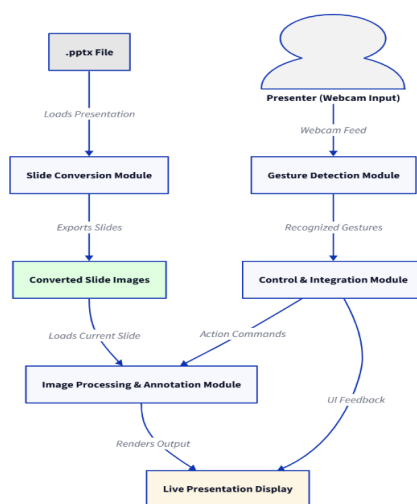 .pptx File
Presenter (Webcam Input)
Loads Presentation
Webcam Feed
Slide Conversion Module
Gesture Detection Module
Exports Slides
Recognized Gestures
Converted Slide Images
Control & Integration Module
Loads Current Slide
Action Commands
Image Processing & Annotation Module
UI Feedback
Renders Output
Live Presentation Display